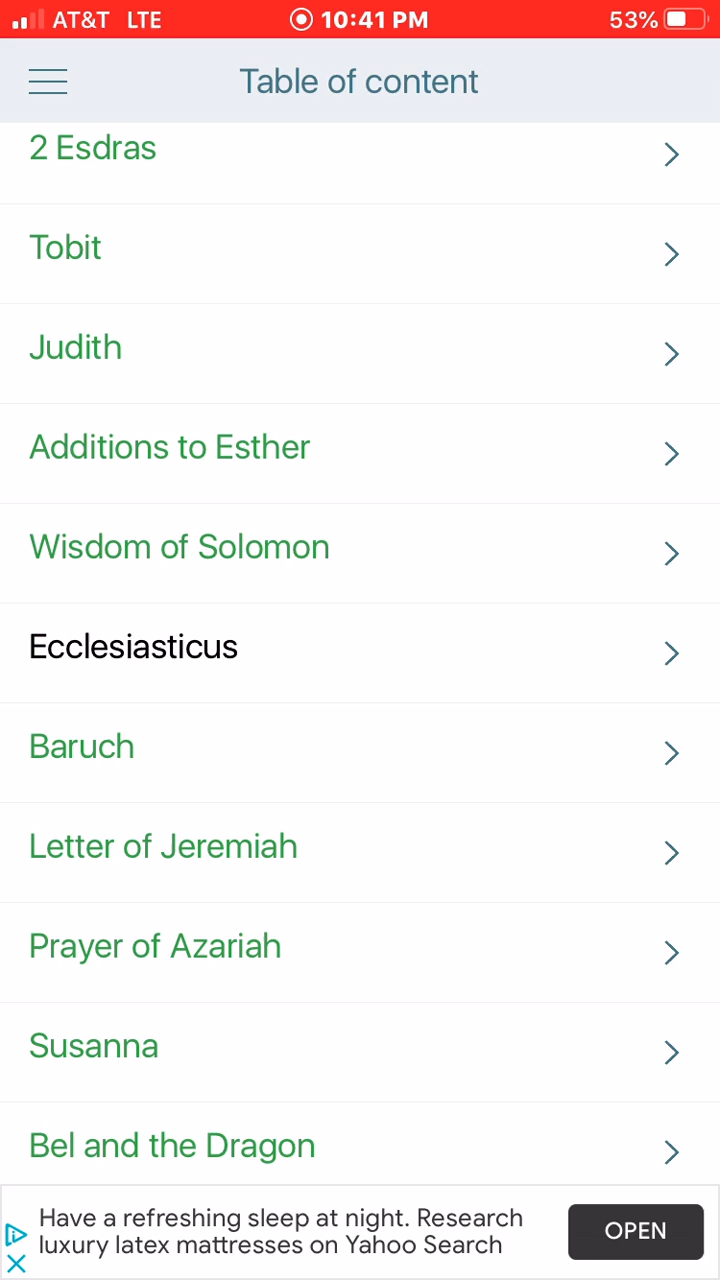 AT&T LTE 10:41 PM 53%
Table of content
2 Esdras
Tobit
Judith
Additions to Esther
Wisdom of Solomon
Ecclesiasticus
Baruch
Letter of Jeremiah
Prayer of Azariah
Susanna
Bel and the Dragon
Have a refreshing sleep at night. Research
luxury latex mattresses on Yahoo Search
OPEN